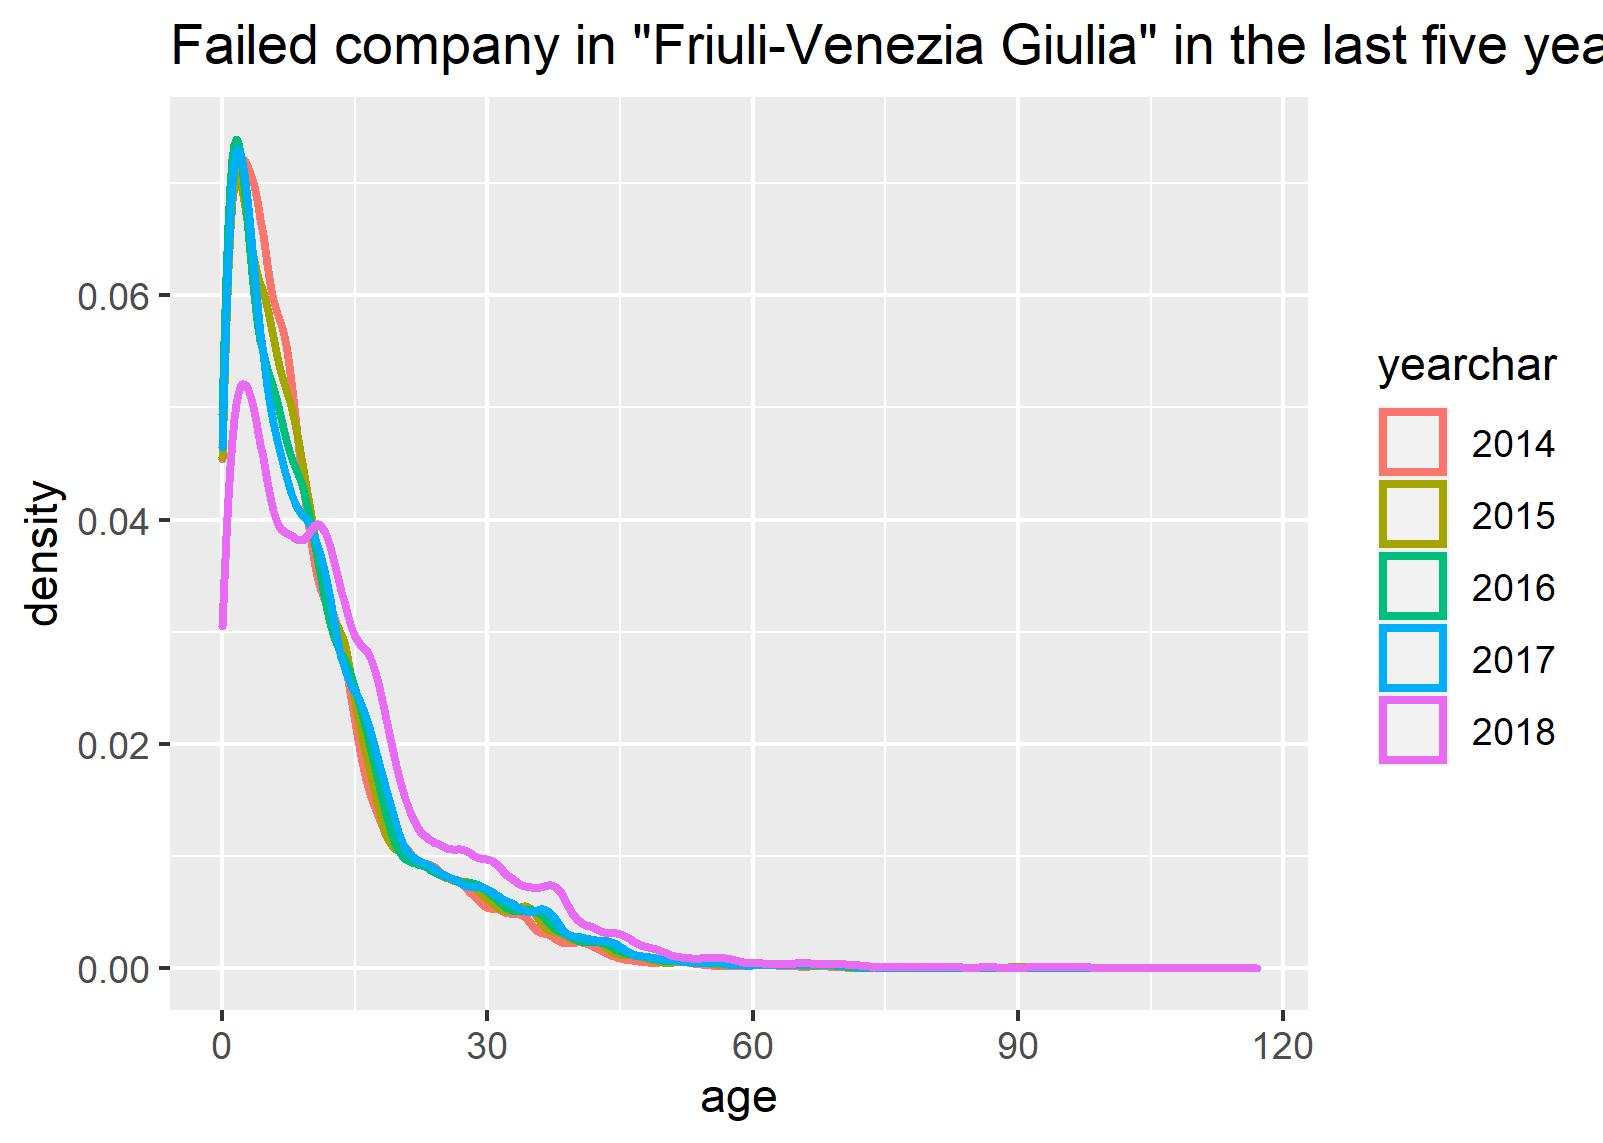 Failed company in "Friuli-Venezia Giulia" in the last five yea
0.06
0.04
0.02
0.00
density
0 30 60 90 120
age
yearchar
2014
2015
2016
2017
2018